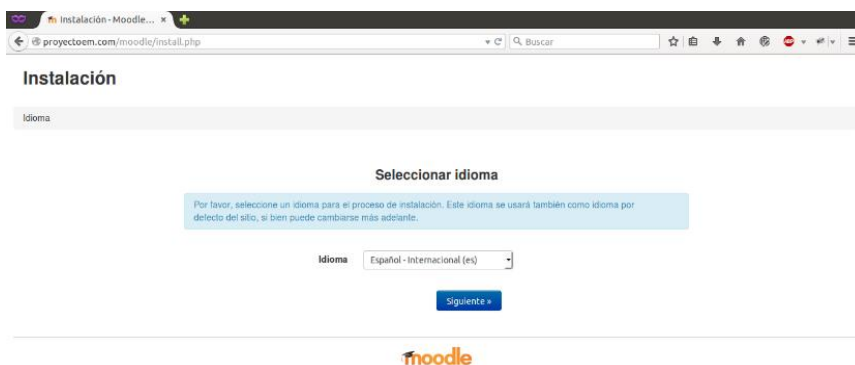 Instalación - Moodle... ×
proyectoem.com/moodle/install.php
Buscar
Instalación
Idioma
Seleccionar idioma
Por favor, seleccione un idioma para el proceso de instalación. Este idioma se usará también como idioma por
defecto del sitio, si bien puede cambiarse más adelante.
Idioma Español - Internacional (es)
Siguiente »
moodle